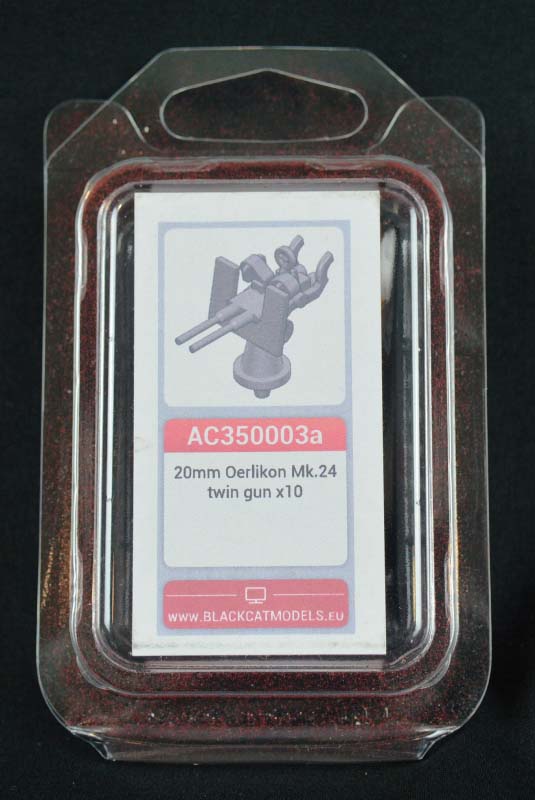 AC350003a
20mm Oerlikon Mk.24
twin gun x10
WWW.BLACKCATMODELS.EU